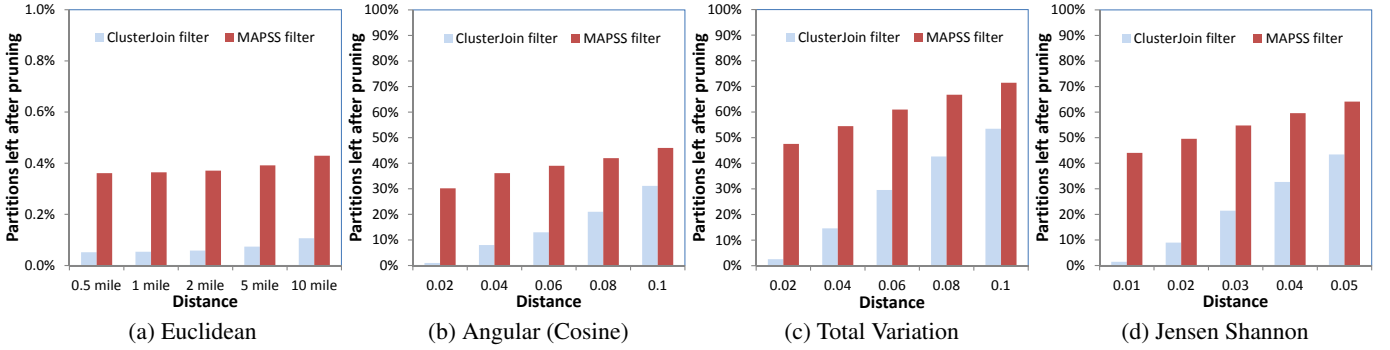 Partitions left after pruning
1.0%
0.8%
0.6%
0.4%
0.2%
0.0%
ClusterJoin filter
MAPSS filter
0.5 mile 1 mile 2 mile 5 mile 10 mile
Distance
(a) Euclidean
Partitions left after pruning
100%
90%
80%
70%
60%
50%
40%
30%
20%
10%
0%
ClusterJoin filter
MAPSS filter
0.02 0.04 0.06 0.08 0.1
Distance
(b) Angular (Cosine)
Partitions left after pruning
100%
90%
80%
70%
60%
50%
40%
30%
20%
10%
0%
ClusterJoin filter
MAPSS filter
0.02 0.04 0.06 0.08 0.1
Distance
(c) Total Variation
Partitions left after pruning
100%
90%
80%
70%
60%
50%
40%
30%
20%
10%
0%
ClusterJoin filter
MAPSS filter
0.01 0.02 0.03 0.04 0.05
Distance
(d) Jensen Shannon